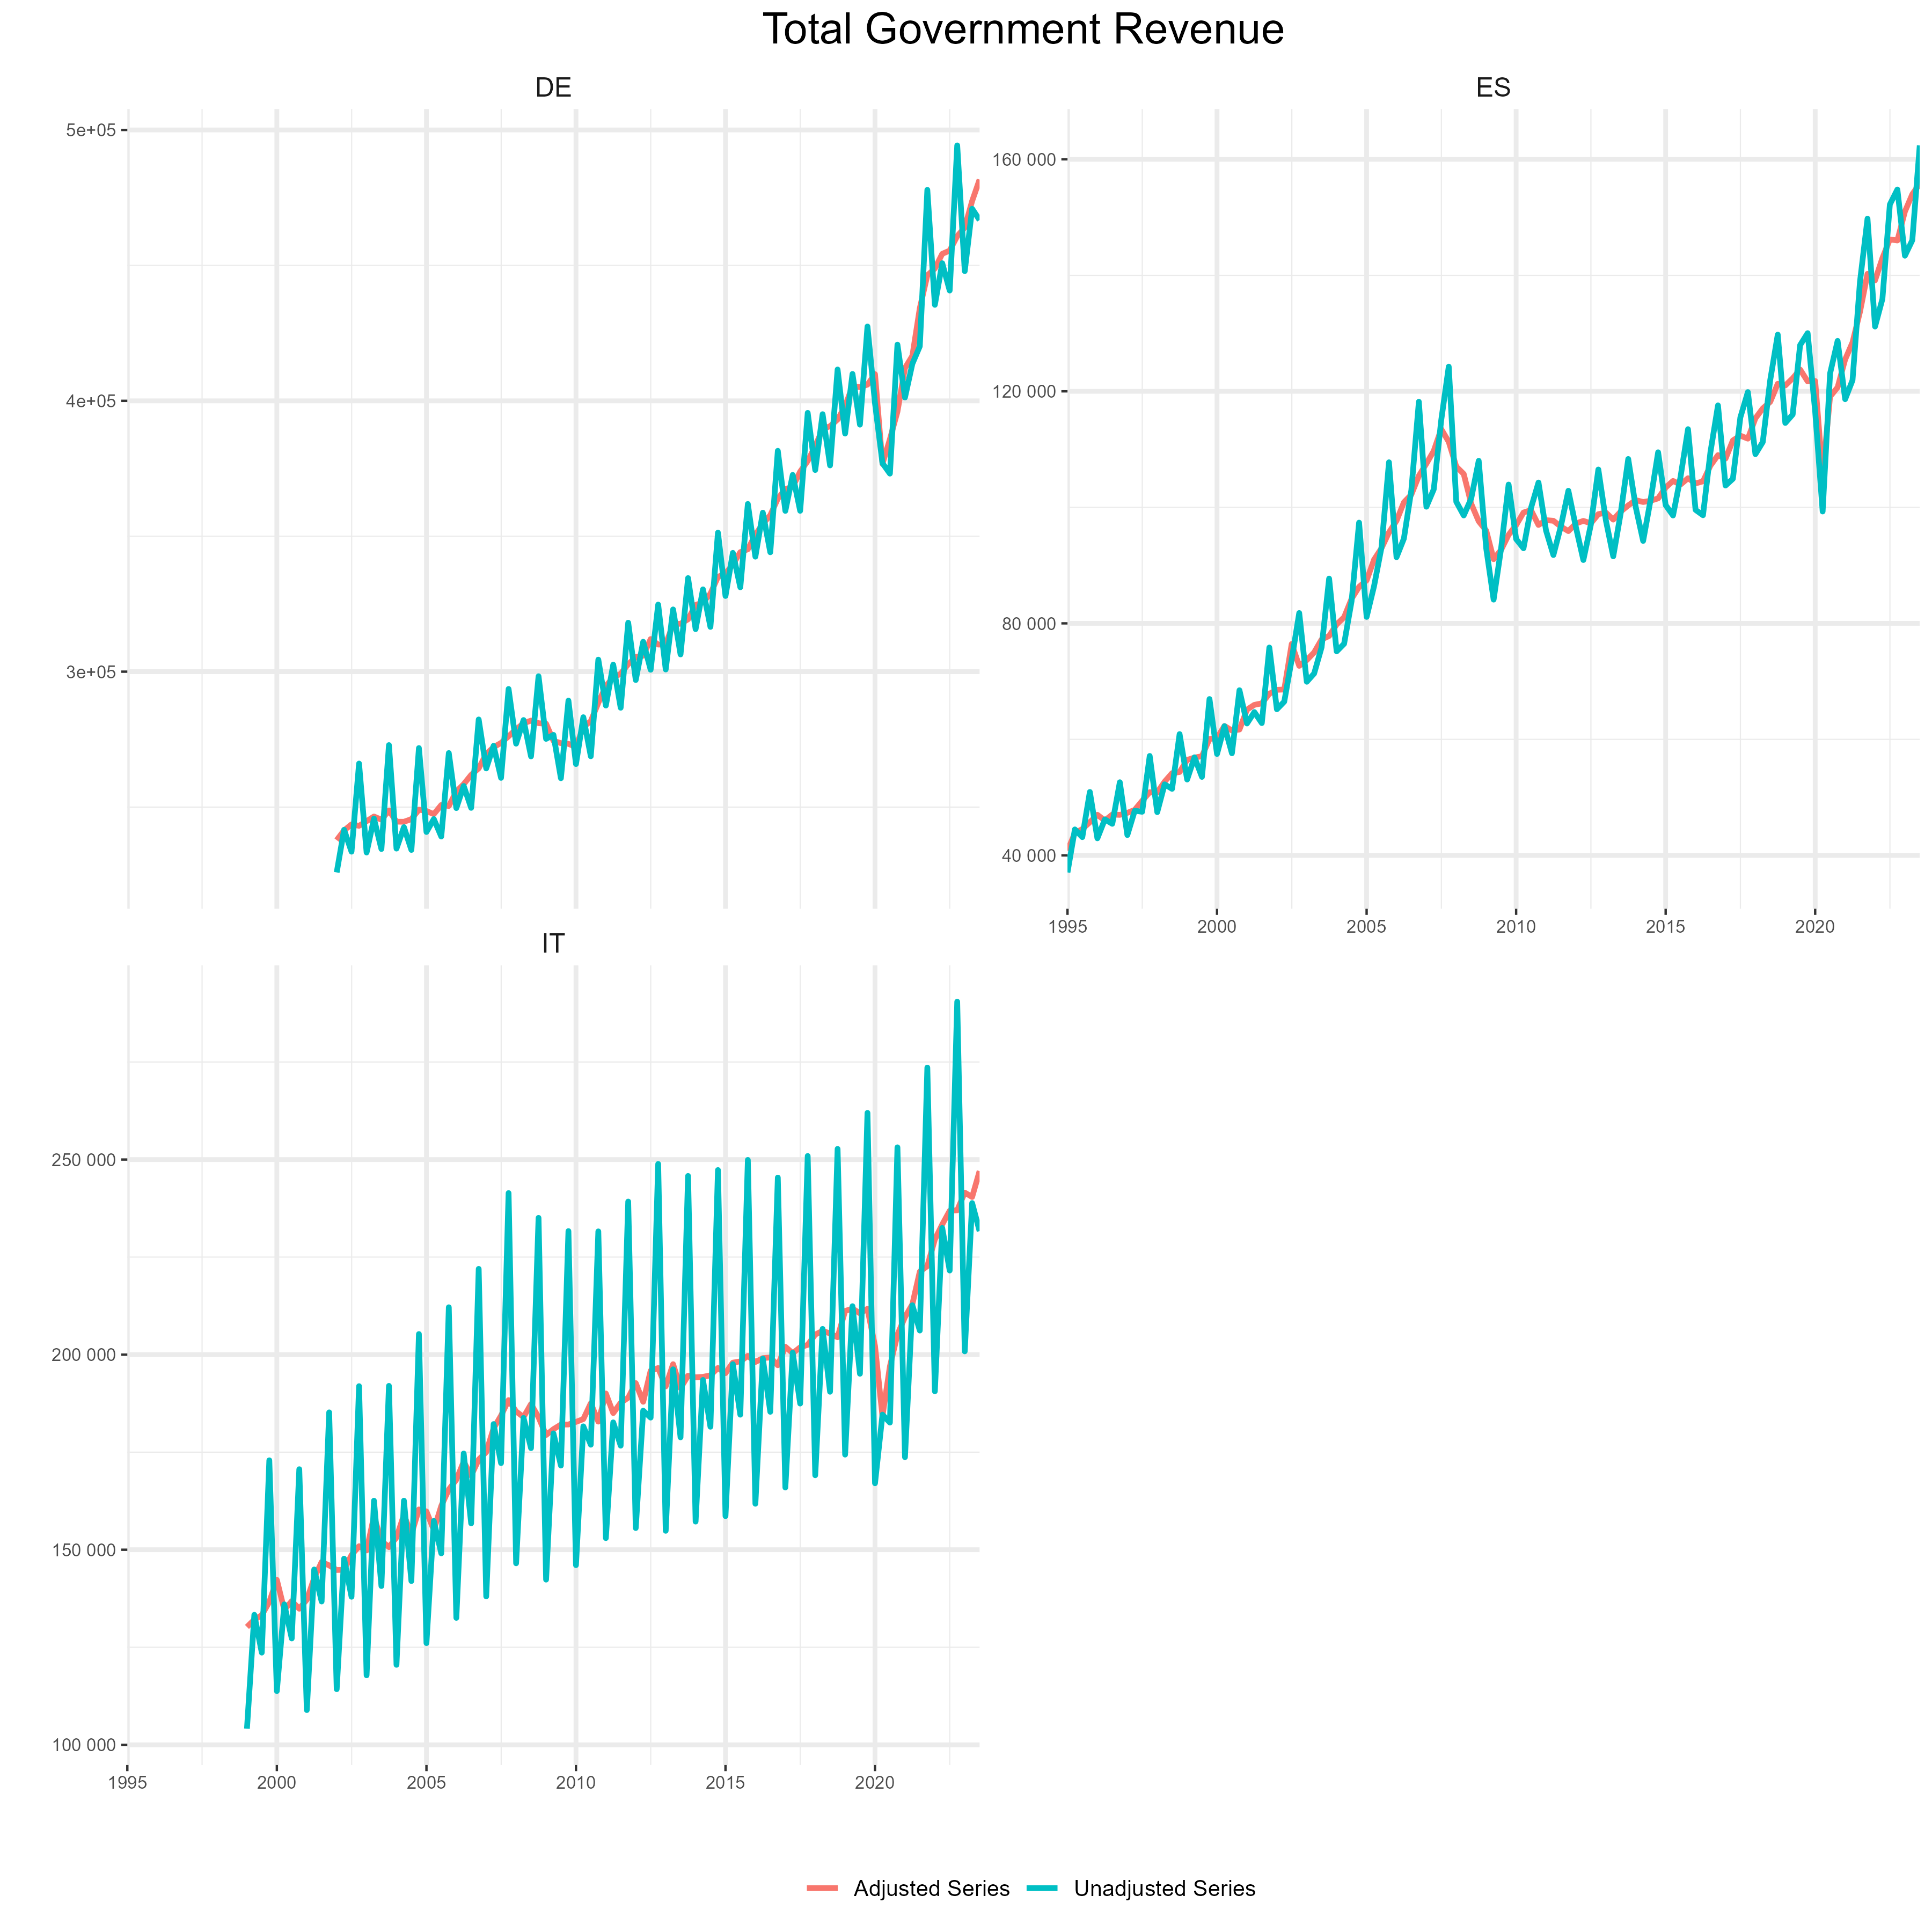 Total Government Revenue
DE
ES
5e+05
4e+05
3e+05
160 000
120 000
80 000
40 000
1995 2000 2005 2010 2015 2020
IT
250 000
200 000
150 000
100 000
1995 2000 2005 2010 2015 2020
Adjusted Series Unadjusted Series